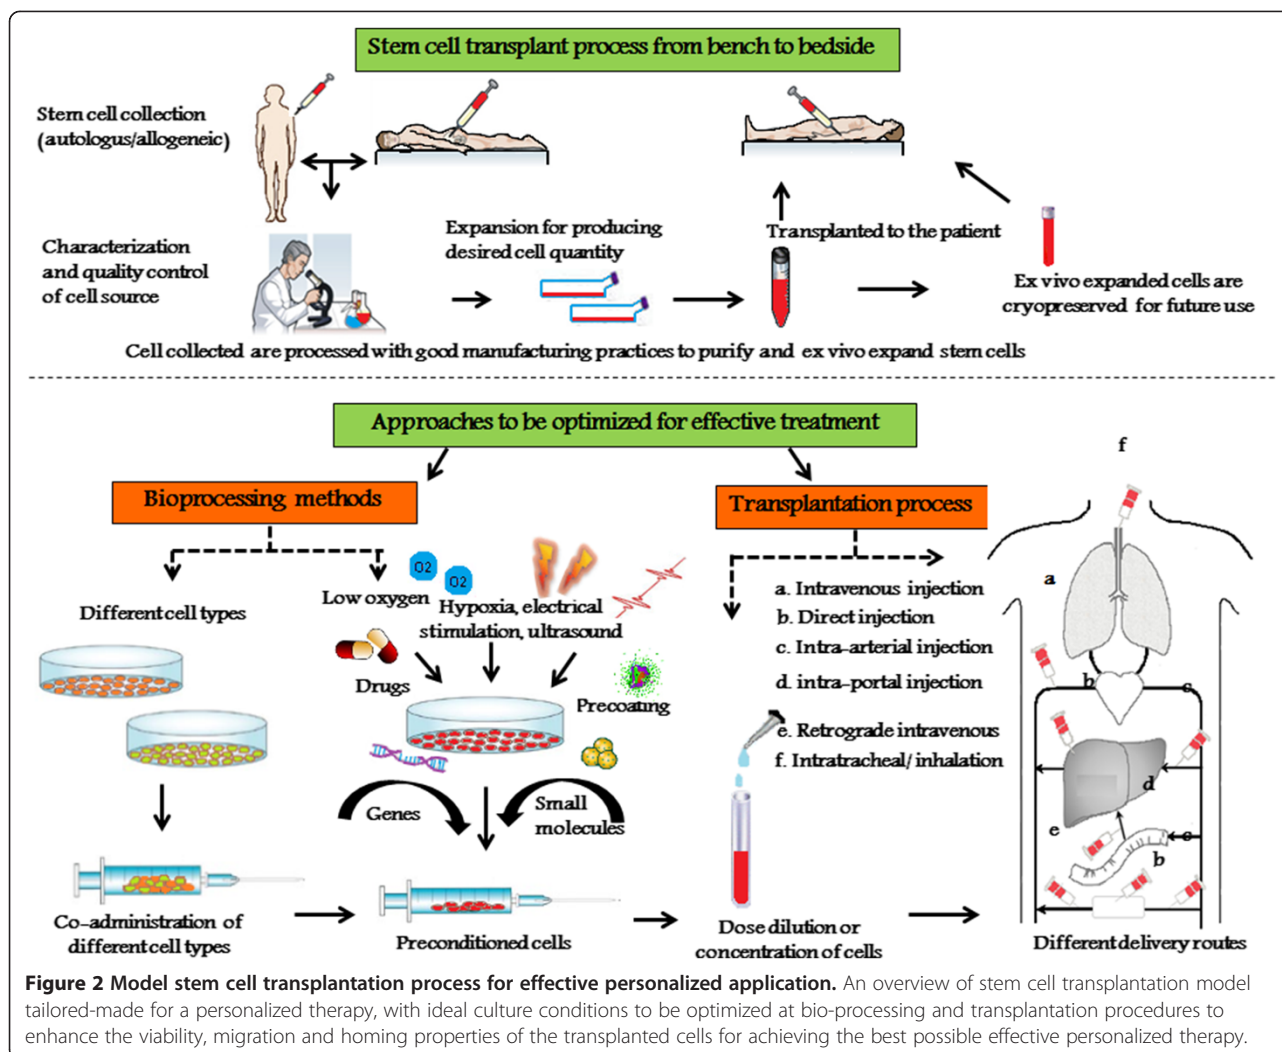 Stem cell transplant process from bench to bedside
Stem cell collection
(autologus/allogeneic)
Characterization
and quality control
of cell source
Expansion for producing
desired cell quantity
Transplanted to the patient
Ex vivo expanded cells are
cryopreserved for future use
Cell collected are processed with good manufacturing practices to purify and ex vivo expand stem cells
Approaches to be optimized for effective treatment
Bioprocessing methods
Transplantation process
Different cell types
Low oxygen
O2
O2
Hypoxia, electrical
stimulation, ultrasound
Drugs
Precoating
Genes
Small
molecules
Co-administration of
different cell types
Preconditioned cells
a. Intravenous injection
b. Direct injection
c. Intra-arterial injection
d. intra-portal injection
e. Retrograde intravenous
f. Intratracheal/ inhalation
Dose dilution or
concentration of cells
f
a
b
c
d
e
c
b
Different delivery routes
Figure 2 Model stem cell transplantation process for effective personalized application. An overview of stem cell transplantation model
tailored-made for a personalized therapy, with ideal culture conditions to be optimized at bio-processing and transplantation procedures to
enhance the viability, migration and homing properties of the transplanted cells for achieving the best possible effective personalized therapy.